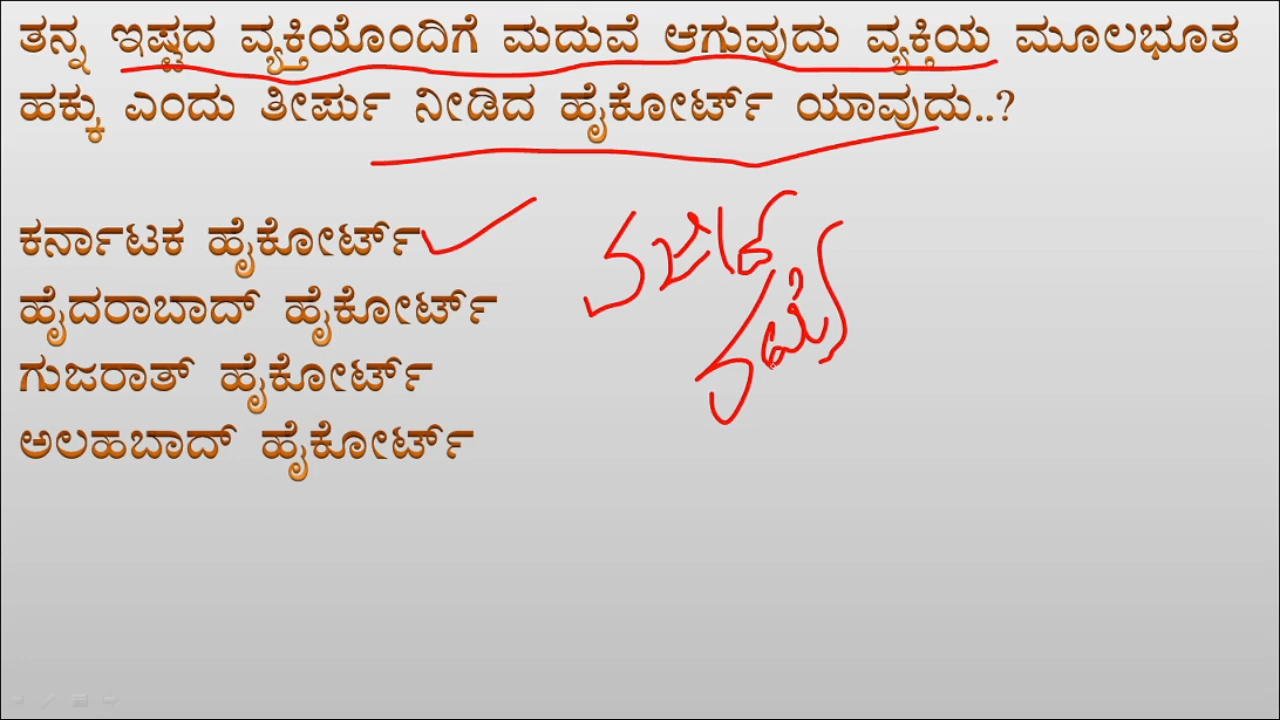 ತನ್ನ ಇಷ್ಟದ ವ್ಯಕ್ತಿಯೊಂದಿಗೆ ಮದುವೆ ಆಗುವುದು ವ್ಯಕ್ತಿಯ ಮೂಲಭೂತ
ಹಕ್ಕು ಎಂದು ತೀರ್ಪು ನೀಡಿದ ಹೈಕೋರ್ಟ್ ಯಾವುದು..?
ಕರ್ನಾಟಕ ಹೈಕೋರ್ಟ್
ಹೈದರಾಬಾದ್ ಹೈಕೋರ್ಟ್
ಗುಜರಾತ್ ಹೈಕೋರ್ಟ್
ಅಲಹಬಾದ್ ಹೈಕೋರ್ಟ್